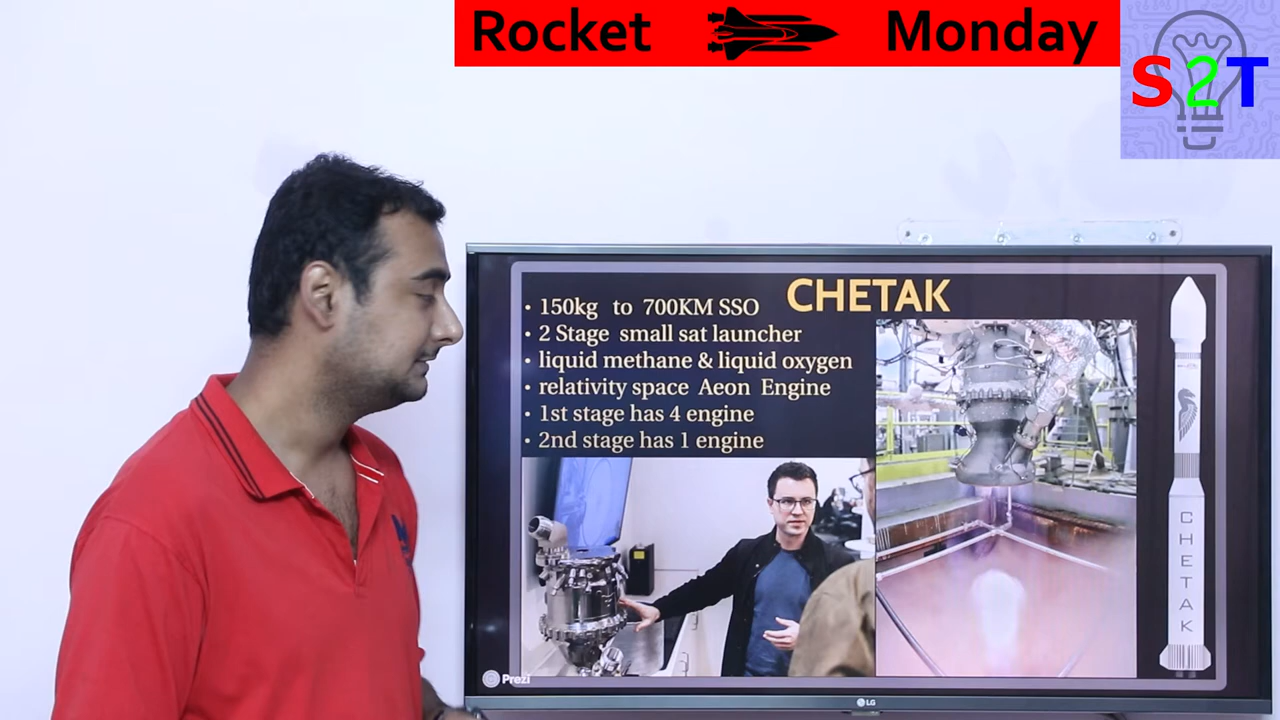 Rocket Monday
S2T
CHETAK
• 150kg to 700KM SSO
• 2 Stage small sat launcher
• liquid methane & liquid oxygen
• relativity space Aeon Engine
• 1st stage has 4 engine
• 2nd stage has 1 engine
CHETAK
Prezi
LG